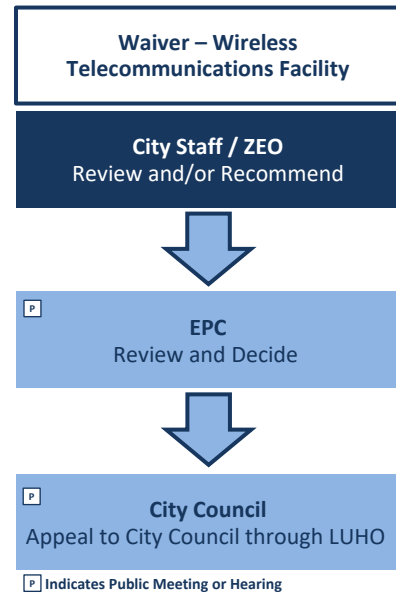 Waiver – Wireless
Telecommunications Facility
City Staff / ZEO
Review and/or Recommend
P
EPC
Review and Decide
P
City Council
Appeal to City Council through LUHO
P Indicates Public Meeting or Hearing